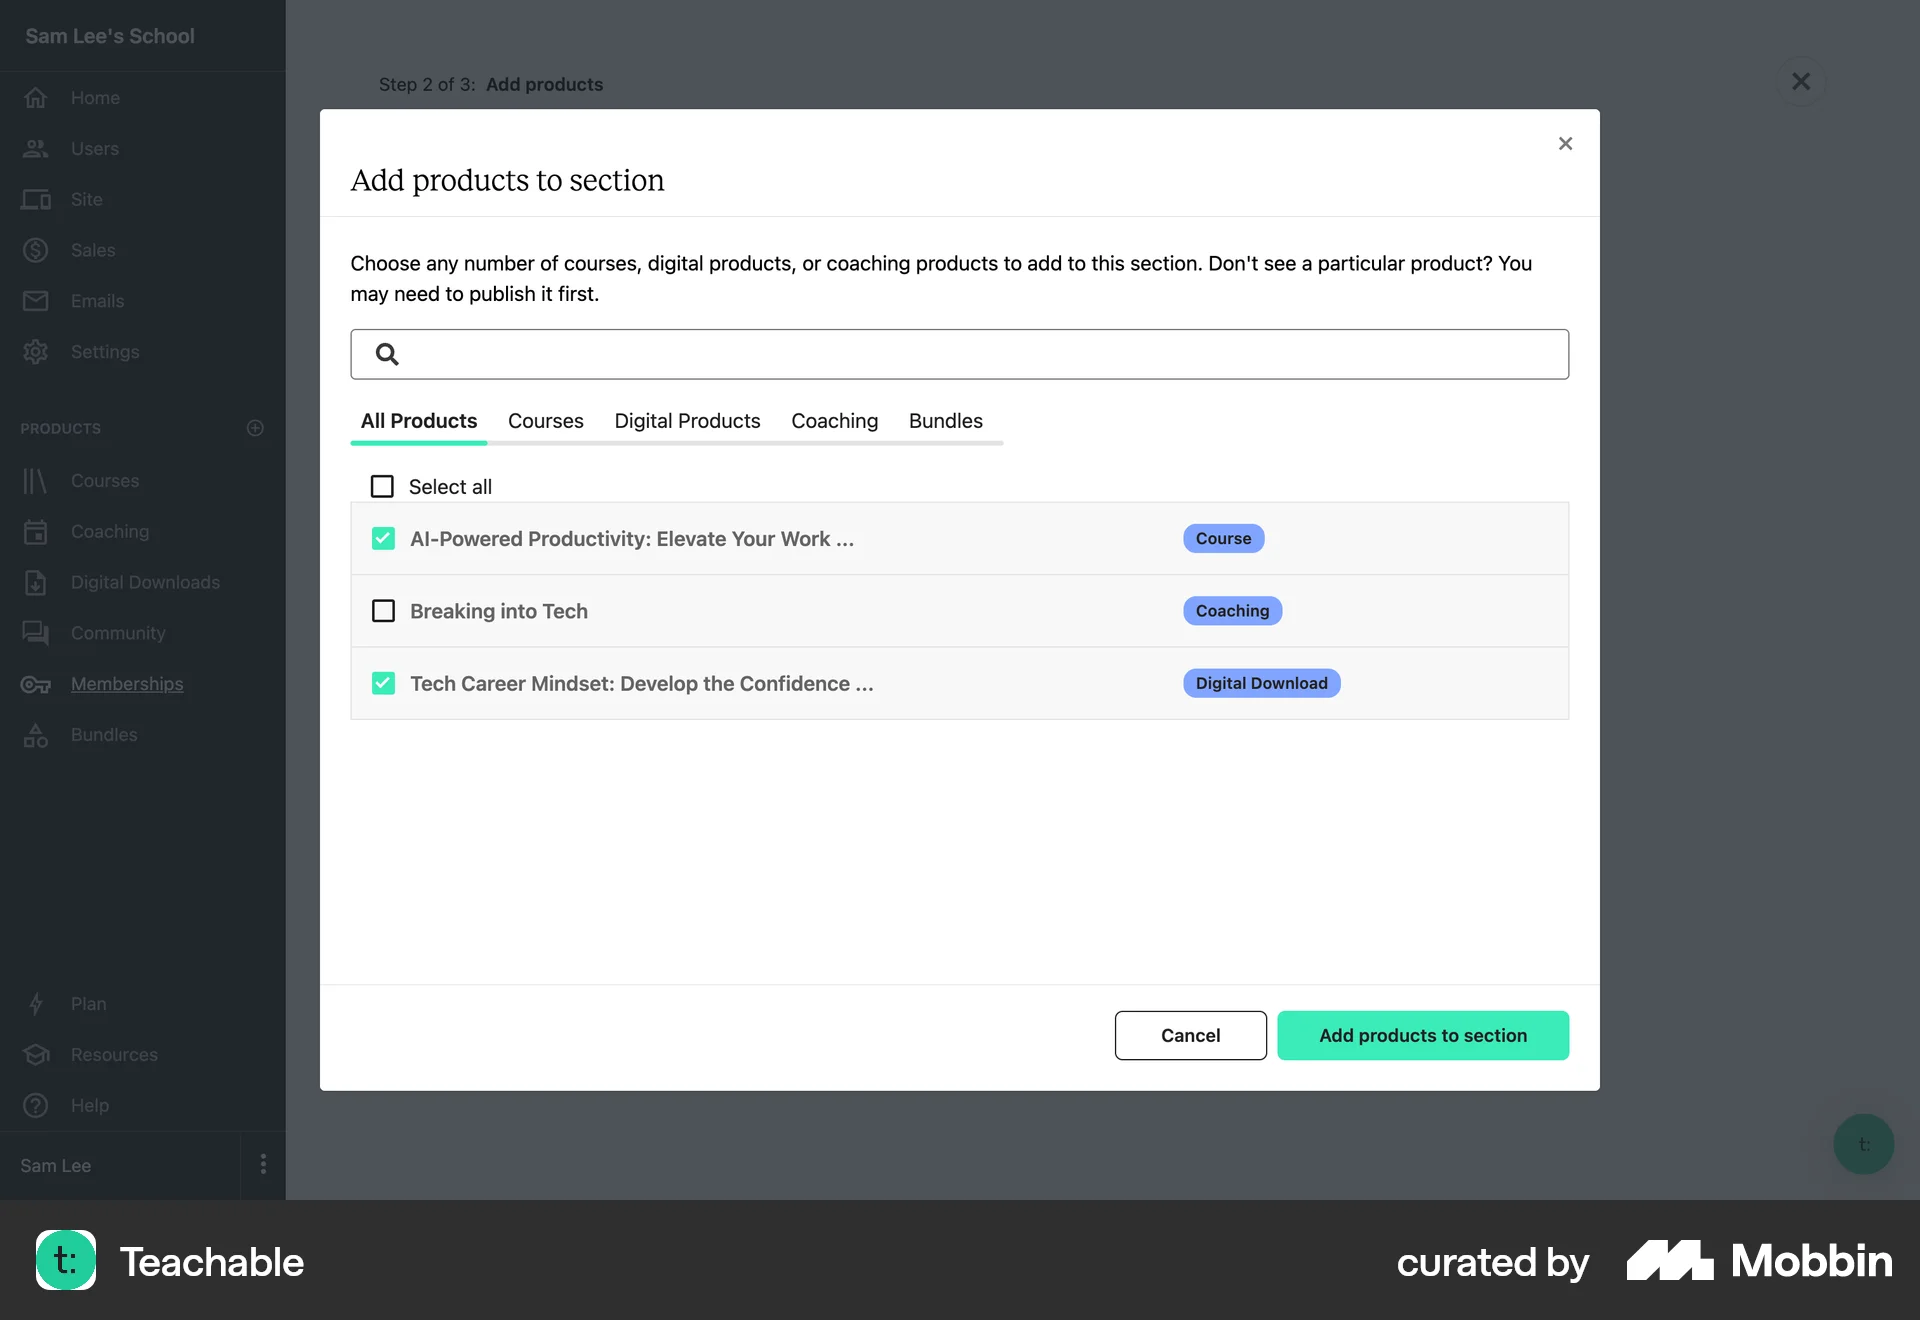 Sam Lee's School
Home
Users
Site
Sales
Emails
Settings
PRODUCTS
Courses
Coaching
Digital Downloads
Community
Memberships
Bundles
Plan
Resources
Help
Sam Lee
Step 2 of 3: Add products
Add products to section
Choose any number of courses, digital products, or coaching products to add to this section. Don't see a particular product? You
may need to publish it first.
All Products Courses Digital Products Coaching Bundles
Select all
AI-Powered Productivity: Elevate Your Work ... Course
Breaking into Tech Coaching
Tech Career Mindset: Develop the Confidence ... Digital Download
Cancel Add products to section
t:
t: Teachable
curated by Mobbin